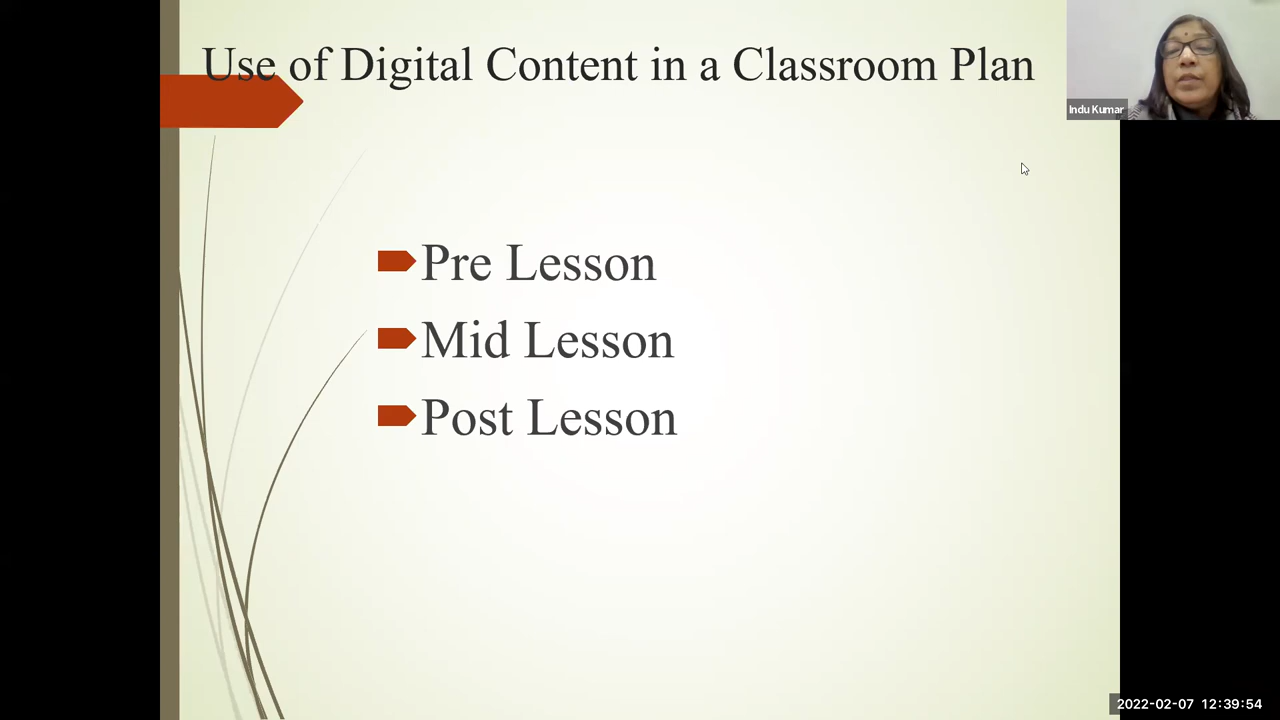 Use of Digital Content in a Classroom Plan
Indu Kumar
Pre Lesson
Mid Lesson
Post Lesson
2022-02-07 12:39:54